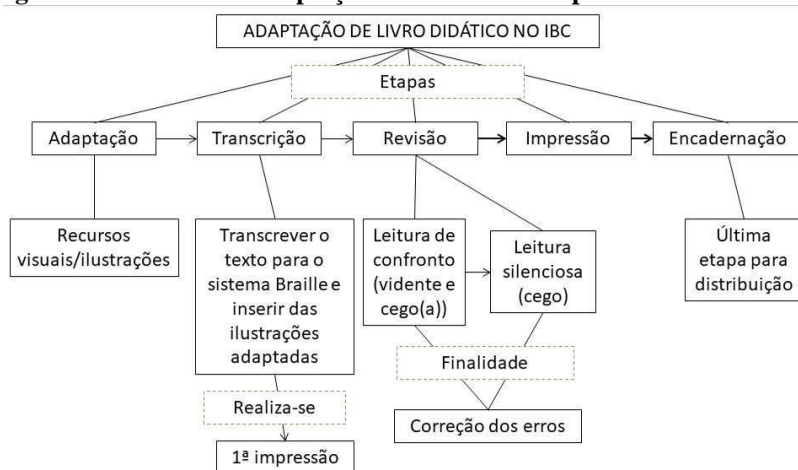 ADAPTAÇÃO DE LIVRO DIDÁTICO NO IBC
Etapas
Adaptação
Transcrição
Revisão
Impressão
Encadernação
Recursos
visuais/ilustrações
Transcrever o
texto para o
sistema Braille e
inserir das
ilustrações
adaptadas
Leitura de
confronto
(vidente e
cego(a))
Leitura
silenciosa
(cego)
Última
etapa para
distribuição
Finalidade
Realiza-se
Correção dos erros
1ª impressão